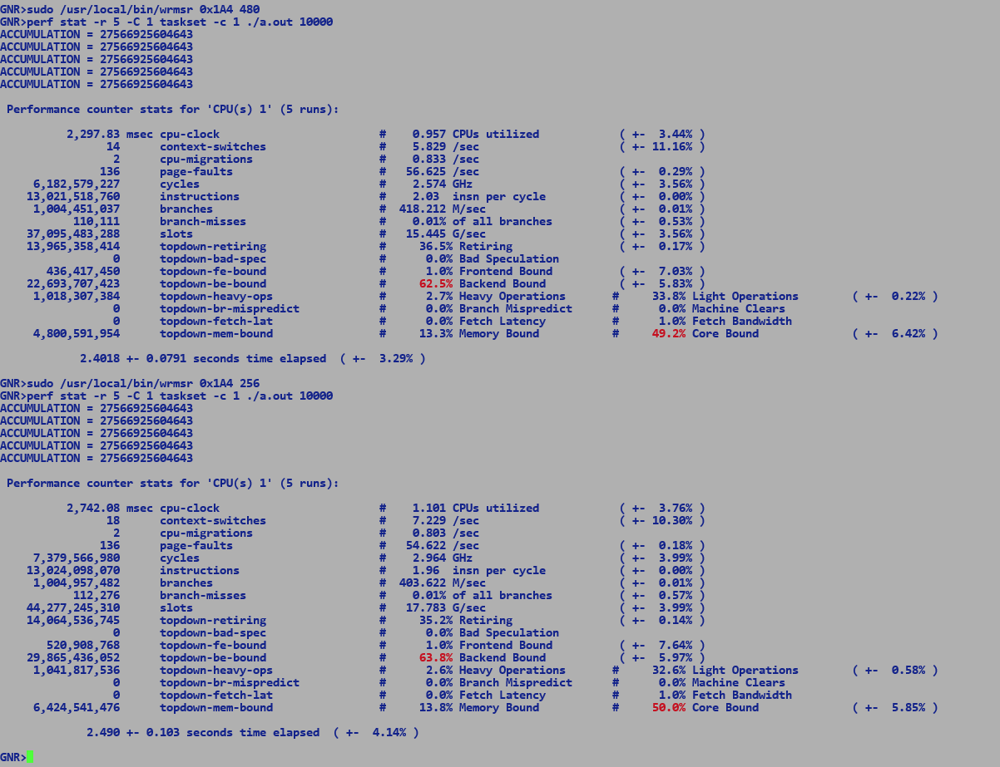 GNR>sudo /usr/local/bin/wrmsr 0x1A4 480
GNR>perf stat -r 5 -C 1 taskset -c 1 ./a.out 10000
ACCUMULATION = 27566925604643
ACCUMULATION = 27566925604643
ACCUMULATION = 27566925604643
ACCUMULATION = 27566925604643
ACCUMULATION = 27566925604643
Performance counter stats for 'CPU(s) 1' (5 runs):
2,297.83 msec cpu-clock # 0.957 CPUs utilized ( +- 3.44% )
14 context-switches # 5.829 /sec ( +- 11.16% )
2 cpu-migrations # 0.833 /sec
136 page-faults # 56.625 /sec ( +- 0.29% )
6,182,579,227 cycles # 2.574 GHz ( +- 3.56% )
13,021,518,760 instructions # 2.03 insn per cycle ( +- 0.00% )
1,004,451,037 branches # 418.212 M/sec ( +- 0.01% )
110,111 branch-misses # 0.01% of all branches ( +- 0.53% )
37,095,483,288 slots # 15.445 G/sec ( +- 3.56% )
13,965,358,414 topdown-retiring # 36.5% Retiring ( +- 0.17% )
0 topdown-bad-spec # 0.0% Bad Speculation
436,417,450 topdown-fe-bound # 1.0% Frontend Bound ( +- 7.03% )
22,693,707,423 topdown-be-bound # 62.5% Backend Bound ( +- 5.83% )
1,018,307,384 topdown-heavy-ops # 2.7% Heavy Operations # 33.8% Light Operations ( +- 0.22% )
0 topdown-br-mispredict # 0.0% Branch Mispredict # 0.0% Machine Clears
0 topdown-fetch-lat # 0.0% Fetch Latency # 1.0% Fetch Bandwidth
4,800,591,954 topdown-mem-bound # 13.3% Memory Bound # 49.2% Core Bound ( +- 6.42% )
2.4018 +- 0.0791 seconds time elapsed ( +- 3.29% )
GNR>sudo /usr/local/bin/wrmsr 0x1A4 256
GNR>perf stat -r 5 -C 1 taskset -c 1 ./a.out 10000
ACCUMULATION = 27566925604643
ACCUMULATION = 27566925604643
ACCUMULATION = 27566925604643
ACCUMULATION = 27566925604643
ACCUMULATION = 27566925604643
Performance counter stats for 'CPU(s) 1' (5 runs):
2,742.08 msec cpu-clock # 1.101 CPUs utilized ( +- 3.76% )
18 context-switches # 7.229 /sec ( +- 10.30% )
2 cpu-migrations # 0.803 /sec
136 page-faults # 54.622 /sec ( +- 0.18% )
7,379,566,980 cycles # 2.964 GHz ( +- 3.99% )
13,024,098,070 instructions # 1.96 insn per cycle ( +- 0.00% )
1,004,957,482 branches # 403.622 M/sec ( +- 0.01% )
112,276 branch-misses # 0.01% of all branches ( +- 0.57% )
44,277,245,310 slots # 17.783 G/sec ( +- 3.99% )
14,064,536,745 topdown-retiring # 35.2% Retiring ( +- 0.14% )
0 topdown-bad-spec # 0.0% Bad Speculation
520,908,768 topdown-fe-bound # 1.0% Frontend Bound ( +- 7.64% )
29,865,436,052 topdown-be-bound # 63.8% Backend Bound ( +- 5.97% )
1,041,817,536 topdown-heavy-ops # 2.6% Heavy Operations # 32.6% Light Operations ( +- 0.58% )
0 topdown-br-mispredict # 0.0% Branch Mispredict # 0.0% Machine Clears
0 topdown-fetch-lat # 0.0% Fetch Latency # 1.0% Fetch Bandwidth
6,424,541,476 topdown-mem-bound # 13.8% Memory Bound # 50.0% Core Bound ( +- 5.85% )
2.490 +- 0.103 seconds time elapsed ( +- 4.14% )
GNR>